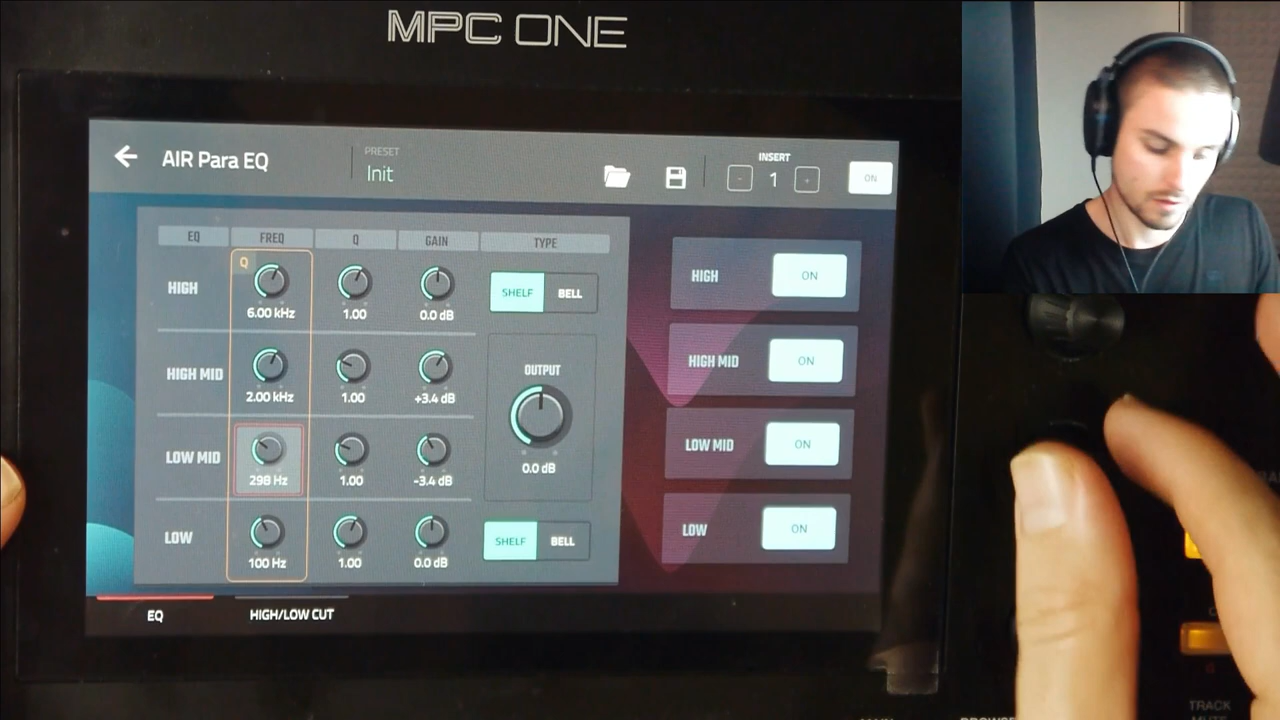 MPC ONE
AIR Para EQ
PRESET
Init
INSERT
- 1 +
ON
EQ FREQ Q GAIN TYPE
Q
HIGH
6.00 kHz 1.00 0.0 dB
SHELF BELL
HIGH MID
2.00 kHz 1.00 +3.4 dB
OUTPUT
0.0 dB
LOW MID
298 Hz 1.00 -3.4 dB
LOW
100 Hz 1.00 0.0 dB
SHELF BELL
HIGH ON
HIGH MID ON
LOW MID ON
LOW ON
EQ HIGH/LOW CUT
TRACK
MUTE